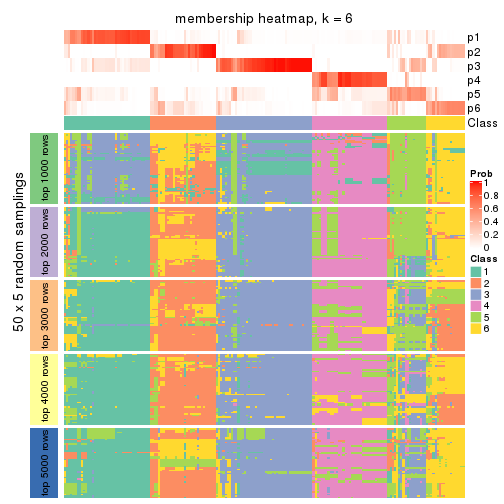 membership heatmap, k = 6
p1
p2
p3
p4
p5
p6
Class
50 x 5 random samplings
top 1000 rows
top 2000 rows
top 3000 rows
top 4000 rows
top 5000 rows
Prob
1
0.8
0.6
0.4
0.2
0
Class
1
2
3
4
5
6